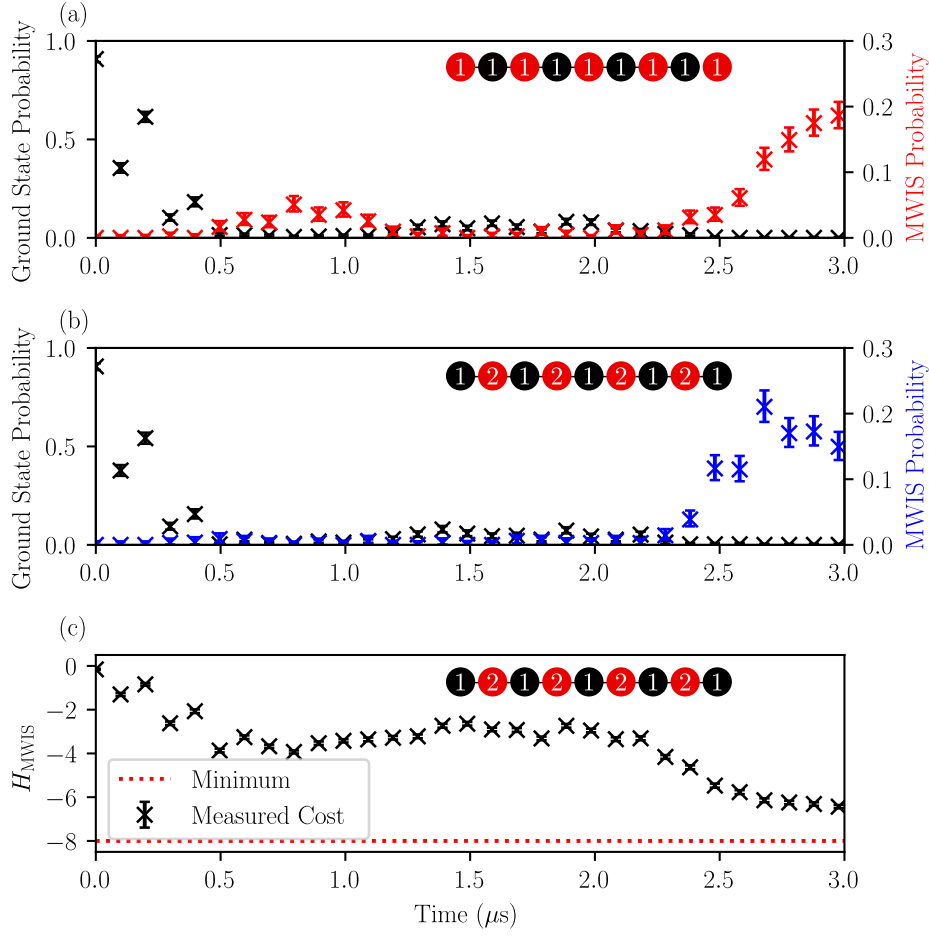 (a)
1.0
0.5
0.0
Ground State Probability
1 1 1 1 1 1 1 1 1
0.3
0.2
0.1
0.0
MWIS Probability
0.0 0.5 1.0 1.5 2.0 2.5 3.0
(b)
1.0
0.5
0.0
Ground State Probability
1 2 1 2 1 2 1 2 1
0.3
0.2
0.1
0.0
MWIS Probability
0.0 0.5 1.0 1.5 2.0 2.5 3.0
(c)
0
−2
−4
−6
−8
H_MWIS
1 2 1 2 1 2 1 2 1
Minimum
Measured Cost
0.0 0.5 1.0 1.5 2.0 2.5 3.0
Time (μs)